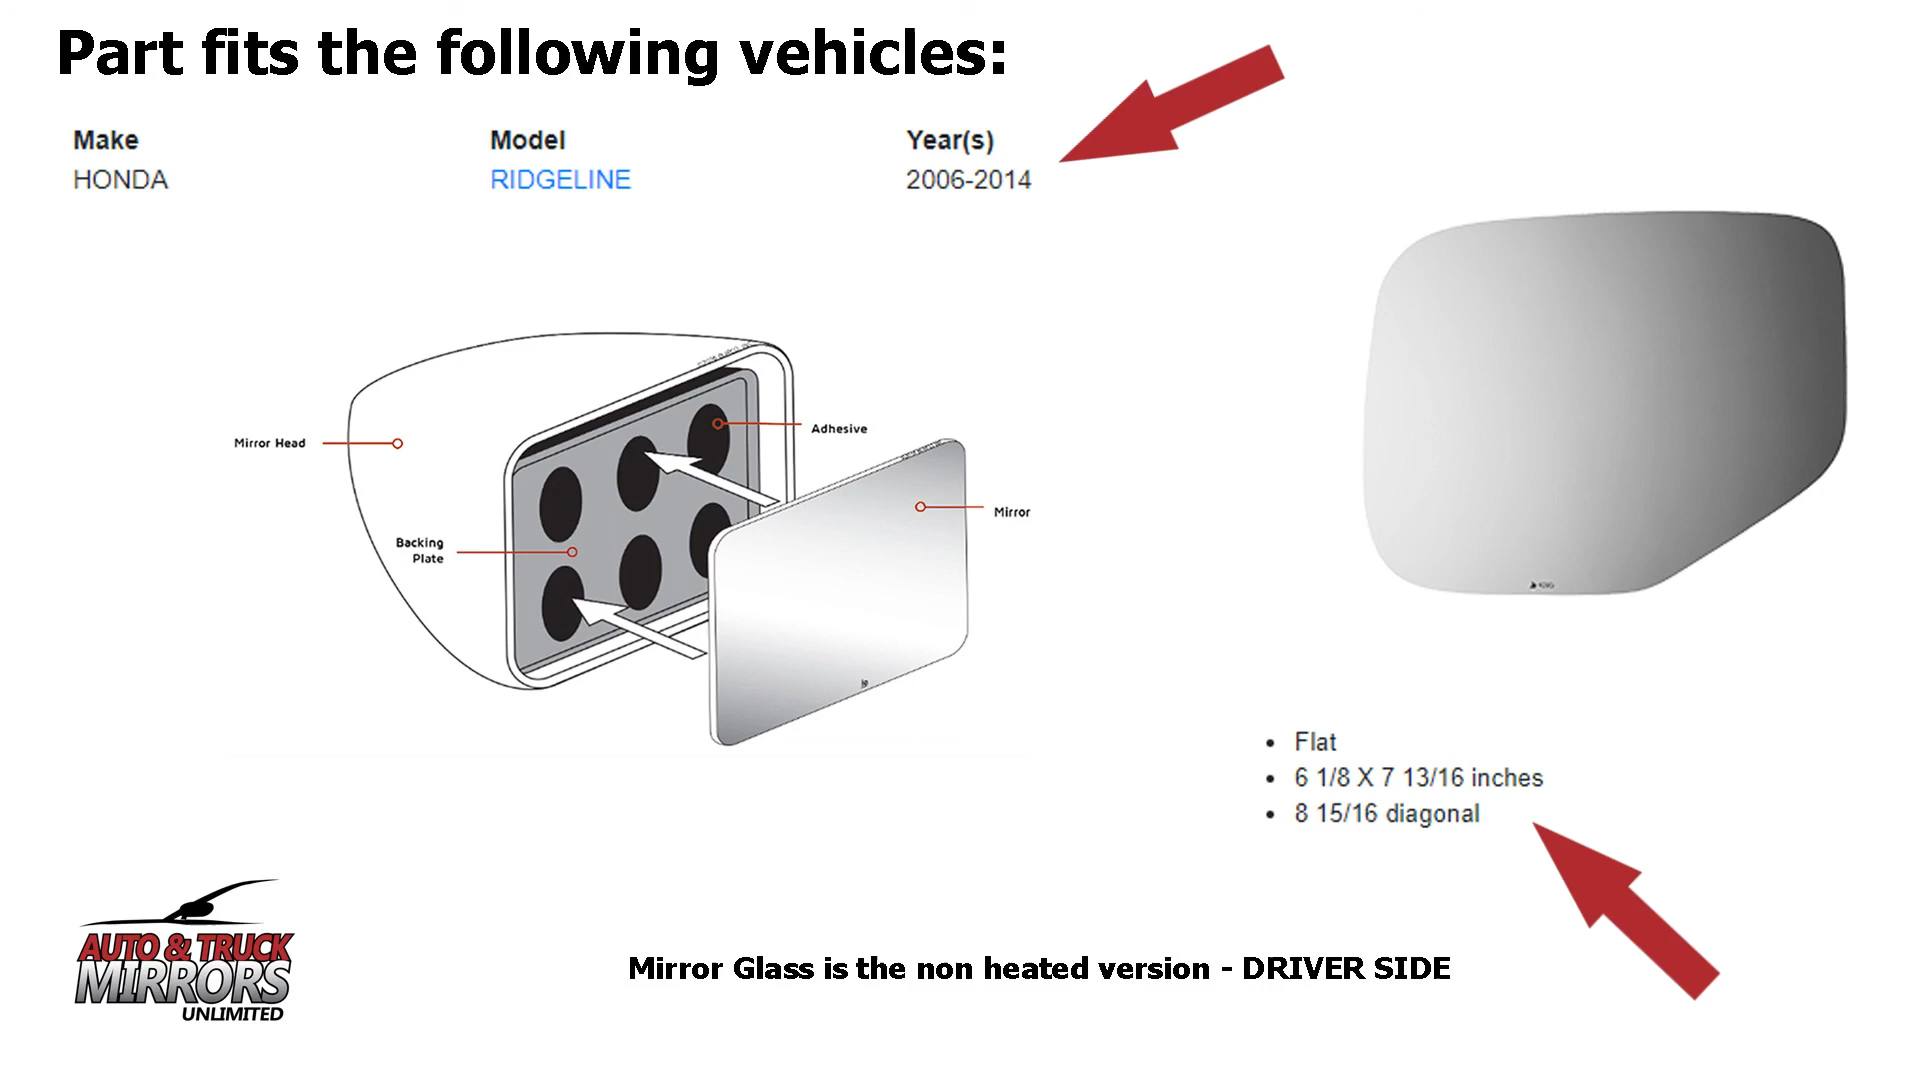 Part fits the following vehicles:
Make Model Year(s)
HONDA RIDGELINE 2006-2014
Mirror Head
Adhesive
Mirror
Backing
Plate
Flat
6 1/8 X 7 13/16 inches
8 15/16 diagonal
AUTO & TRUCK
MIRRORS
UNLIMITED
Mirror Glass is the non heated version - DRIVER SIDE